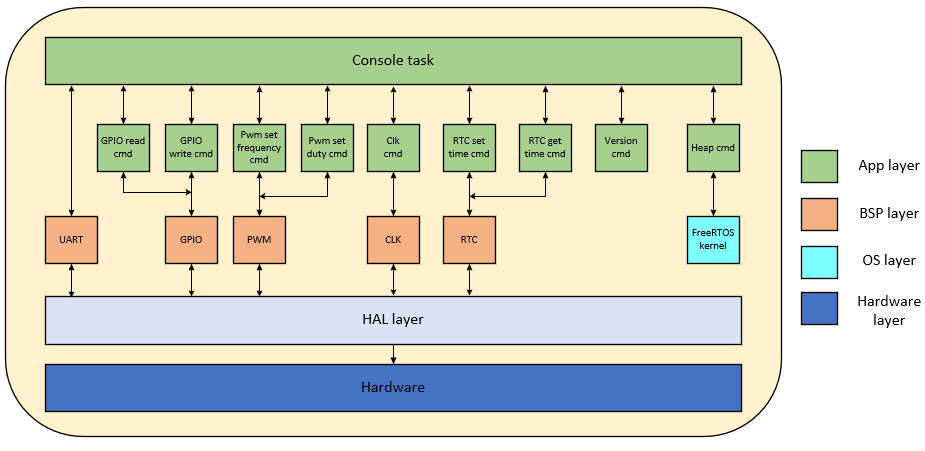 Console task
GPIO read
cmd
GPIO
write cmd
Pwm set
frequency
cmd
Pwm set
duty cmd
Clk
cmd
RTC set
time cmd
RTC get
time cmd
Version
cmd
Heap cmd
UART
GPIO
PWM
CLK
RTC
FreeRTOS
kernel
HAL layer
Hardware
App layer
BSP layer
OS layer
Hardware
layer